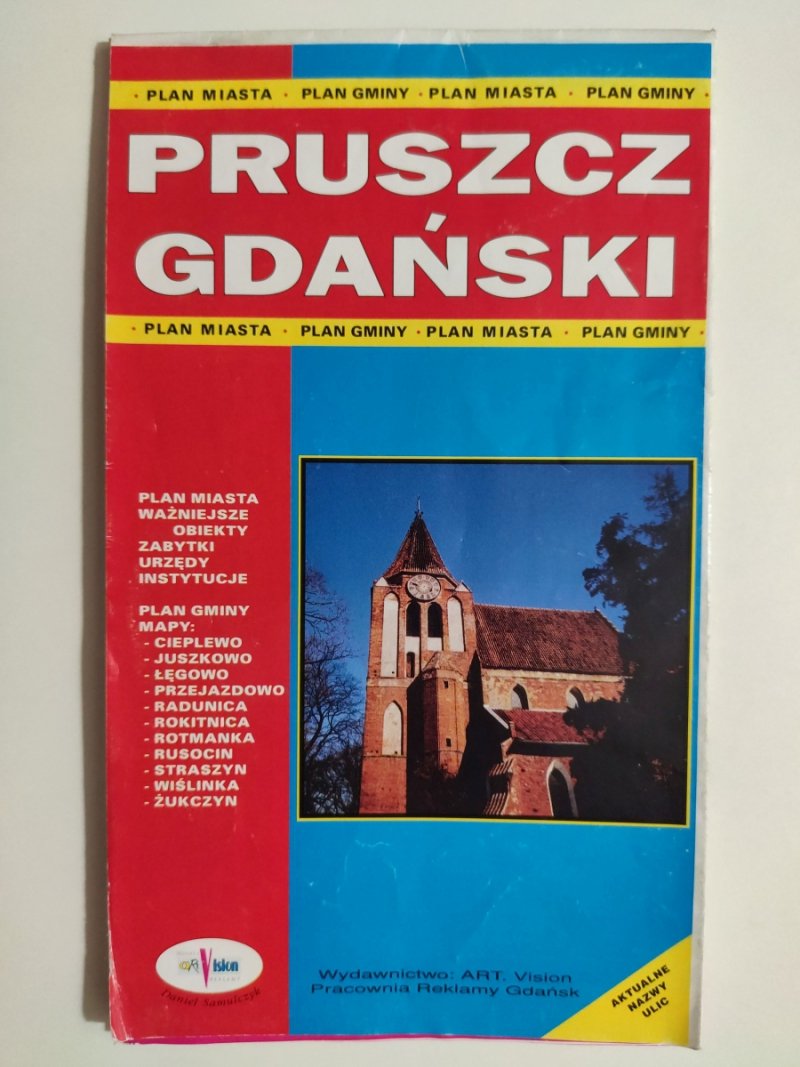 · PLAN MIASTA · PLAN GMINY · PLAN MIASTA · PLAN GMINY ·
PRUSZCZ
GDAŃSKI
· PLAN MIASTA · PLAN GMINY · PLAN MIASTA · PLAN GMINY ·
PLAN MIASTA
WAŻNIEJSZE
OBIEKTY
ZABYTKI
URZĘDY
INSTYTUCJE
PLAN GMINY
MAPY:
- CIEPLEWO
- JUSZKOWO
- ŁĘGOWO
- PRZEJAZDOWO
- RADUNICA
- ROKITNICA
- ROTMANKA
- RUSOCIN
- STRASZYN
- WIŚLINKA
- ŻUKCZYN
ART Vision
REKLAMY
Daniel Samulczyk
Wydawnictwo: ART. Vision
Pracownia Reklamy Gdańsk
AKTUALNE
NAZWY
ULIC